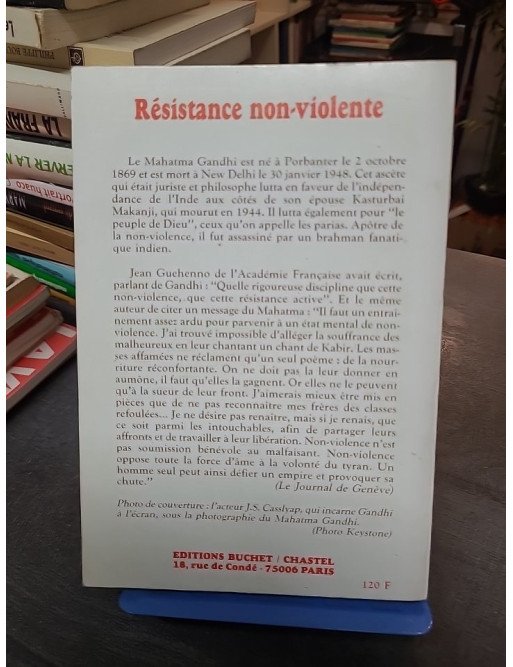 Résistance non-violente
Le Mahatma Gandhi est né à Porbanter le 2 octobre
1869 et est mort à New Delhi le 30 janvier 1948. Cet ascète
qui était juriste et philosophe lutta en faveur de l'indépen-
dance de l'Inde aux côtés de son épouse Kasturbai
Makanji, qui mourut en 1944. Il lutta également pour "le
peuple de Dieu", ceux qu'on appelle les parias. Apôtre de
la non-violence, il fut assassiné par un brahman fanati-
que indien.
Jean Guehenno de l'Académie Française avait écrit,
parlant de Gandhi : "Quelle rigoureuse discipline que cette
non-violence, que cette résistance active". Et le même
auteur de citer un message du Mahatma : "Il faut un entraî-
nement assez ardu pour parvenir à un état mental de non-
violence. J'ai trouvé impossible d'alléger la souffrance des
malheureux en leur chantant un chant de Kabir. Les mas-
ses affamées ne réclament qu'un seul poème : de la nour-
riture réconfortante. On ne doit pas la leur donner en
aumône, il faut qu'elles la gagnent. Or elles ne le peuvent
qu'à la sueur de leur front. J'aimerais mieux être mis en
pièces que de ne pas reconnaître mes frères des classes
refoulées... Je ne désire pas renaître, mais si je renais, que
ce soit parmi les intouchables, afin de partager leurs
affronts et de travailler à leur libération. Non-violence n'est
pas soumission bénévole au malfaisant. Non-violence
oppose toute la force d'âme à la volonté du tyran. Un
homme seul peut ainsi défier un empire et provoquer sa
chute."
(Le Journal de Genève)
Photo de couverture : l'acteur J.S. Casslyap, qui incarne Gandhi
à l'écran, sous la photographie du Mahatma Gandhi.
(Photo Keystone)
EDITIONS BUCHET / CHASTEL
18, rue de Condé - 75006 PARIS
120 F
LA FRAN
ERVER LA N